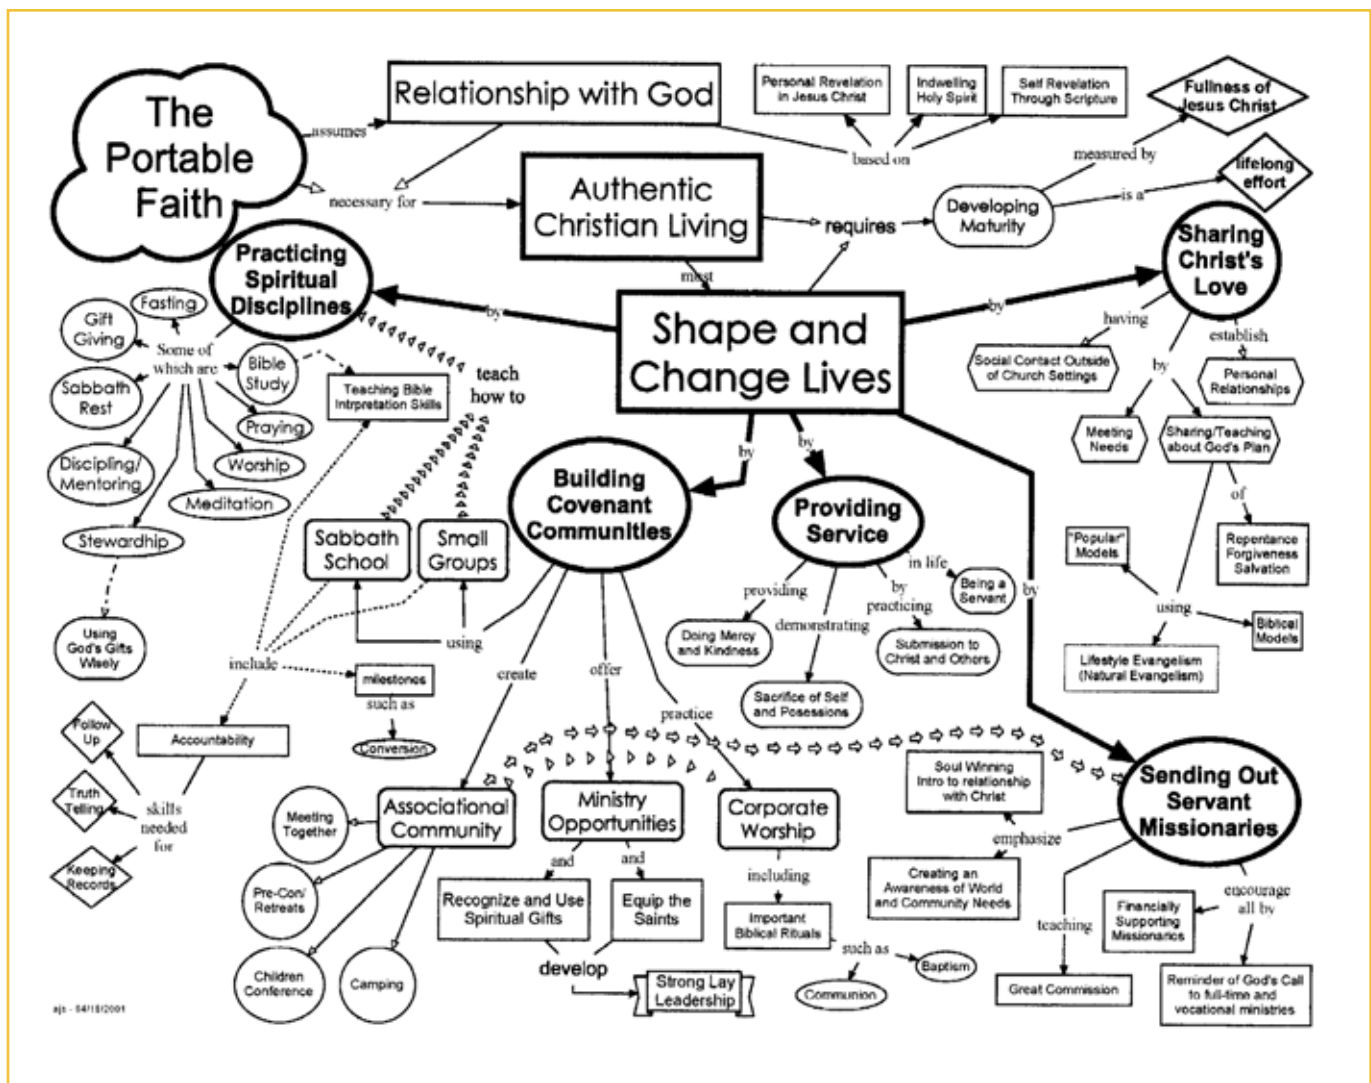 The
Portable
Faith
assumes
Relationship with God
necessary for
Authentic
Christian Living
Personal Revelation
in Jesus Christ
Indwelling
Holy Spirit
Self Revelation
Through Scripture
based on
Fullness of
Jesus Christ
measured by
lifelong
effort
is a
Developing
Maturity
requires
must
Shape and
Change Lives
by
Practicing
Spiritual
Disciplines
Some of
which are
Fasting
Gift
Giving
Bible
Study
Sabbath
Rest
Praying
Discipling/
Mentoring
Worship
Meditation
Stewardhip
Using
God's Gifts
Wisely
Teaching Bible
Intrpretation Skills
teach
how to
Sabbath
School
Small
Groups
using
include
milestones
such as
Conversion
Accountability
skills
needed
for
Follow
Up
Truth
Telling
Keeping
Records
by
Building
Covenant
Communities
create
offer
practice
Associational
Community
Meeting
Together
Pre-Con/
Retreats
Children
Conference
Camping
Ministry
Opportunities
and
and
Recognize and Use
Spiritual Gifts
Equip the
Saints
develop
Strong Lay
Leadership
Corporate
Worship
including
Important
Biblical Rituals
such as
Communion
Baptism
by
Providing
Service
providing
Doing Mercy
and Kindness
demonstrating
Sacrifice of Self
and Posessions
by
practicing
Submission to
Christ and Others
in life
Being a
Servant
by
Sharing
Christ's
Love
having
Social Contact Outside
of Church Settings
establish
Personal
Relationships
by
Meeting
Needs
Sharing/Teaching
about God's Plan
of
Repentance
Forgiveness
Salvation
using
"Popular"
Models
Biblical
Models
Lifestyle Evangelism
(Natural Evangelism)
by
Sending Out
Servant
Missionaries
emphasize
Soul Winning
Intro to relationship
with Christ
Creating an
Awareness of World
and Community Needs
teaching
Great Commission
encourage
all by
Financially
Supporting
Missionarics
Reminder of God's Call
to full-time and
vocational ministries
ajs - 04/18/2001